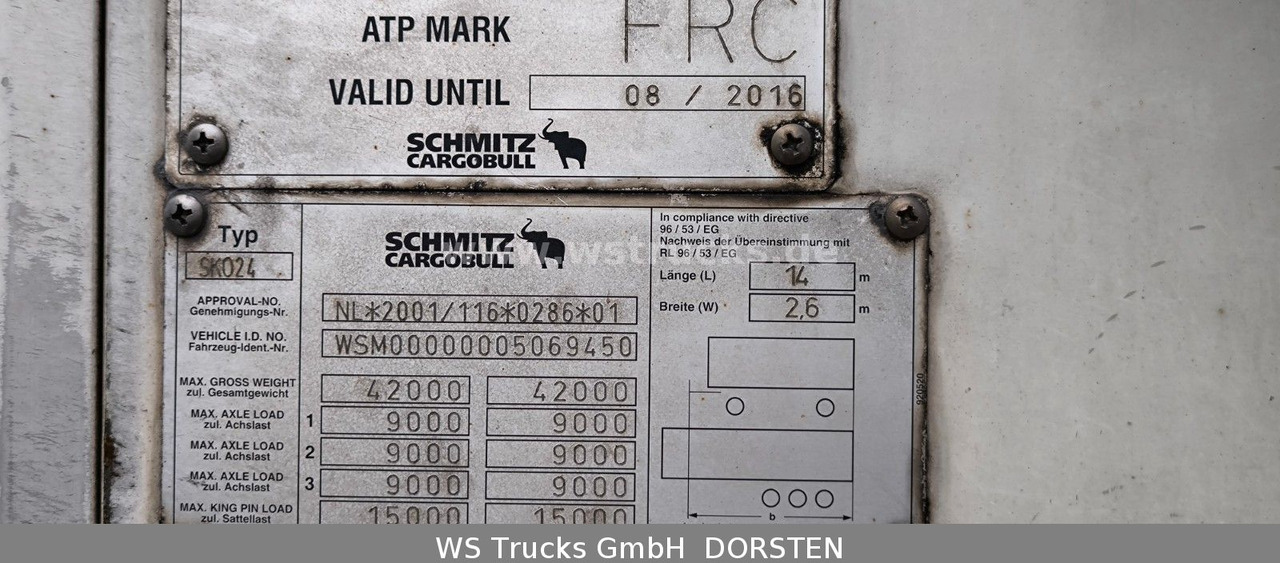 ATP MARK FRC
VALID UNTIL 08 / 2016
SCHMITZ
CARGOBULL
Typ
SKO24
SCHMITZ
CARGOBULL
In compliance with directive
96 / 53 / EG
Nachweis der Übereinstimmung mit
RL 96 / 53 / EG
Länge (L) 14 m
Breite (W) 2,6 m
APPROVAL-NO.
Genehmigungs-Nr.
NL*2001/116*0286*01
VEHICLE I.D. NO.
Fahrzeug-Ident.-Nr.
WSM00000005069450
MAX. GROSS WEIGHT
zul. Gesamtgewicht
42000 42000
MAX. AXLE LOAD
zul. Achslast
1 9000 9000
MAX. AXLE LOAD
zul. Achslast
2 9000 9000
MAX. AXLE LOAD
zul. Achslast
3 9000 9000
MAX. KING PIN LOAD
zul. Sattellast
15000 15000
b
920520
www.wstrucks.de
WS Trucks GmbH DORSTEN